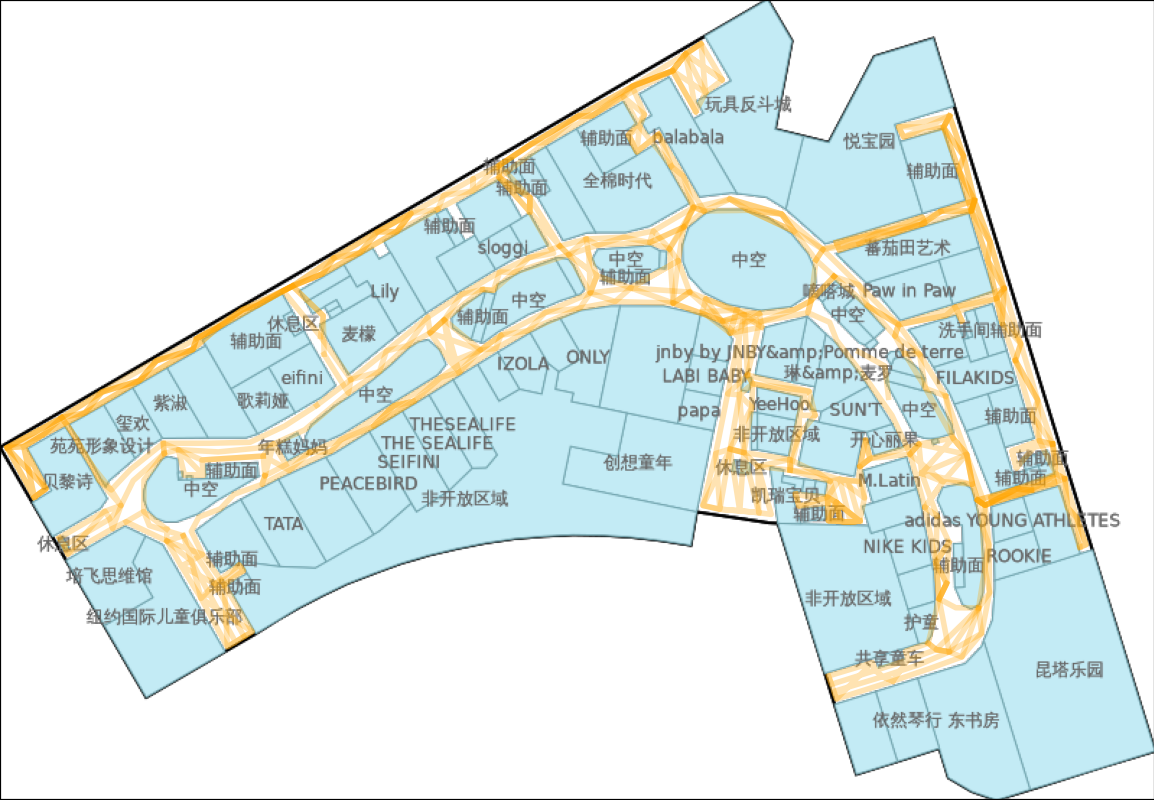 玩具反斗城
辅助面
balabala
悦宝园
辅助面
辅助面
辅助面
全棉时代
辅助面
sloggi
中空
辅助面
中空
蕃茄田艺术
Lily
中空
嘀嗒城 Paw in Paw
中空
辅助面
休息区
麦檬
辅助面
洗手间辅助面
jnby by JNBY&amp;Pomme de terre
IZOLA
ONLY
琳&amp;麦罗
LABI BABY
FILAKIDS
eifini
歌莉娅
中空
紫淑
YeeHoo
SUN'T
中空
papa
辅助面
玺欢
THESEALIFE
非开放区域
开心丽果
苑苑形象设计
年糕妈妈
THE SEALIFE
SEIFINI
创想童年
休息区
辅助面
贝黎诗
辅助面
中空
PEACEBIRD
非开放区域
凯瑞宝贝
M.Latin
辅助面
辅助面
TATA
adidas YOUNG ATHLETES
休息区
NIKE KIDS
辅助面
辅助面
ROOKIE
培飞思维馆
辅助面
非开放区域
纽约国际儿童俱乐部
护童
共享童车
昆塔乐园
依然琴行 东书房